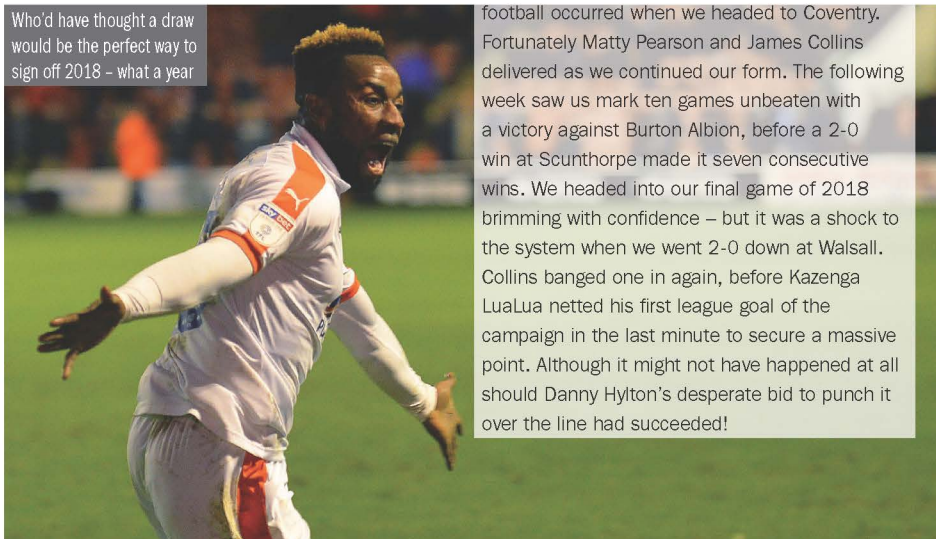 Who'd have thought a draw
would be the perfect way to
sign off 2018 – what a year
football occurred when we headed to Coventry.
Fortunately Matty Pearson and James Collins
delivered as we continued our form. The following
week saw us mark ten games unbeaten with
a victory against Burton Albion, before a 2-0
win at Scunthorpe made it seven consecutive
wins. We headed into our final game of 2018
brimming with confidence – but it was a shock to
the system when we went 2-0 down at Walsall.
Collins banged one in again, before Kazenga
LuaLua netted his first league goal of the
campaign in the last minute to secure a massive
point. Although it might not have happened at all
should Danny Hylton's desperate bid to punch it
over the line had succeeded!
sky bet